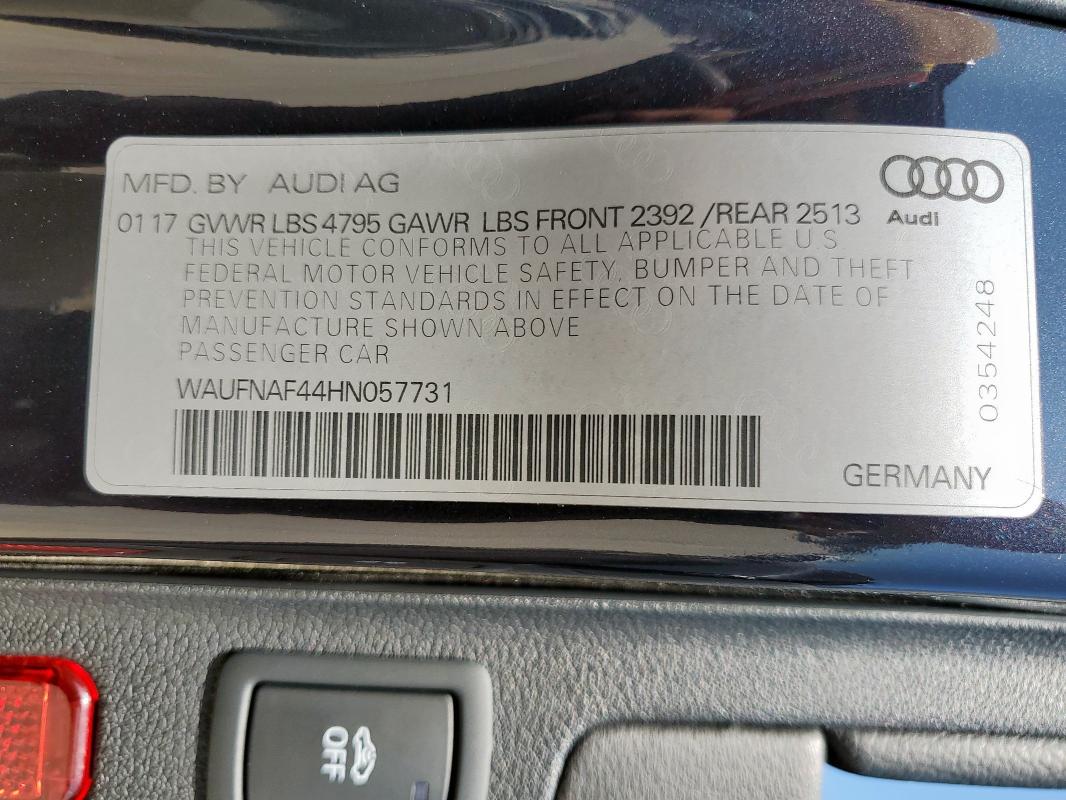 MFD. BY AUDI AG
01 17 GVWR LBS 4795 GAWR LBS FRONT 2392 /REAR 2513
Audi
THIS VEHICLE CONFORMS TO ALL APPLICABLE U.S.
FEDERAL MOTOR VEHICLE SAFETY, BUMPER AND THEFT
PREVENTION STANDARDS IN EFFECT ON THE DATE OF
MANUFACTURE SHOWN ABOVE
PASSENGER CAR
WAUFNAF44HN057731
0354248
GERMANY
OFF